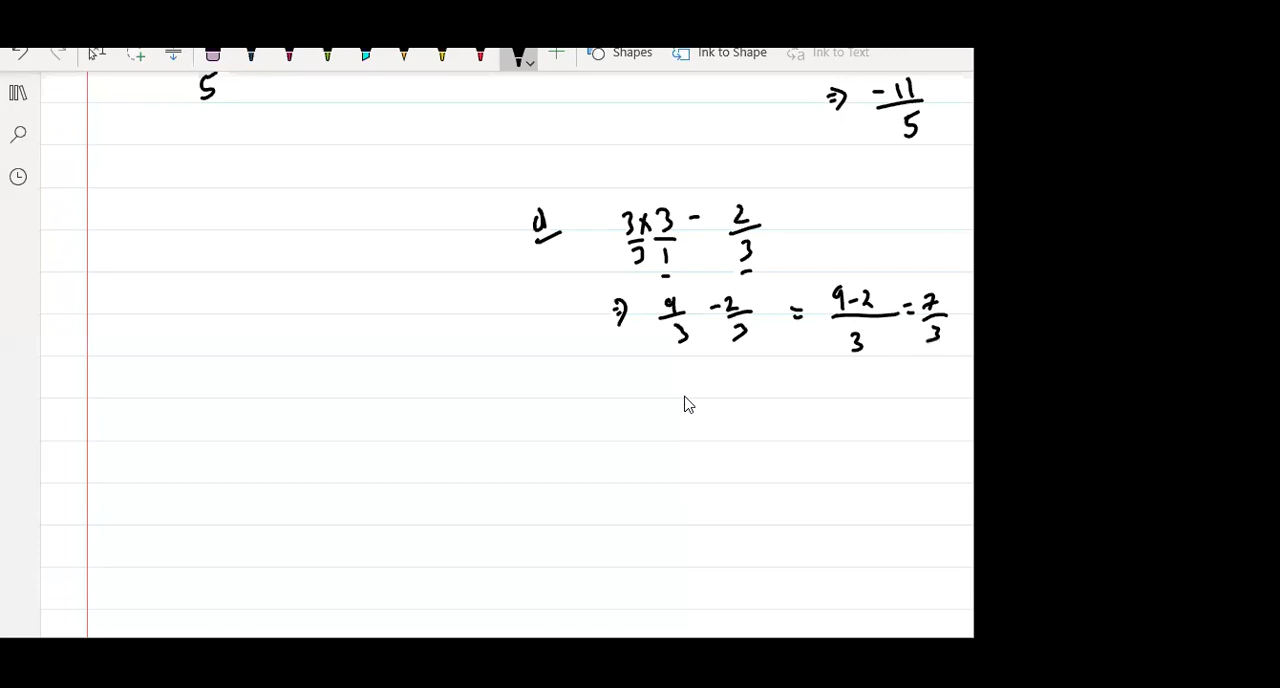 Shapes Ink to Shape Ink to Text
5
⇒ -11/5
d 3/3 × 3/1 - 2/3
⇒ 9/3 - 2/3 = 9-2/3 = 7/3